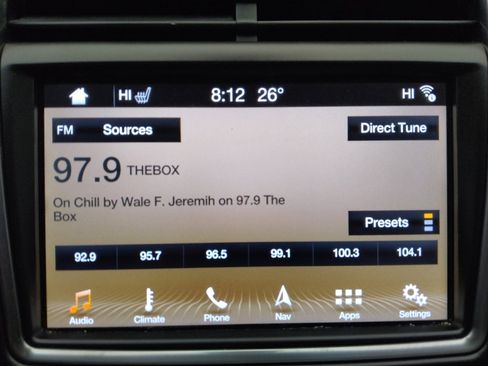 HI 8:12 26° HI
FM Sources Direct Tune
97.9 THEBOX
On Chill by Wale F. Jeremih on 97.9 The
Box
Presets
92.9 95.7 96.5 99.1 100.3 104.1
Audio Climate Phone Nav Apps Settings